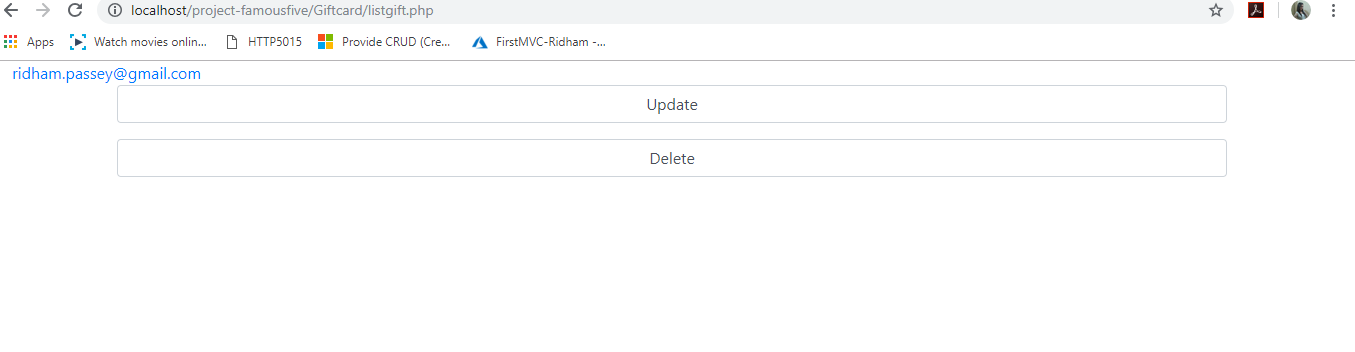 localhost/project-famousfive/Giftcard/listgift.php
Apps Watch movies onlin... HTTP5015 Provide CRUD (Cre... FirstMVC-Ridham -...
ridham.passey@gmail.com
Update
Delete